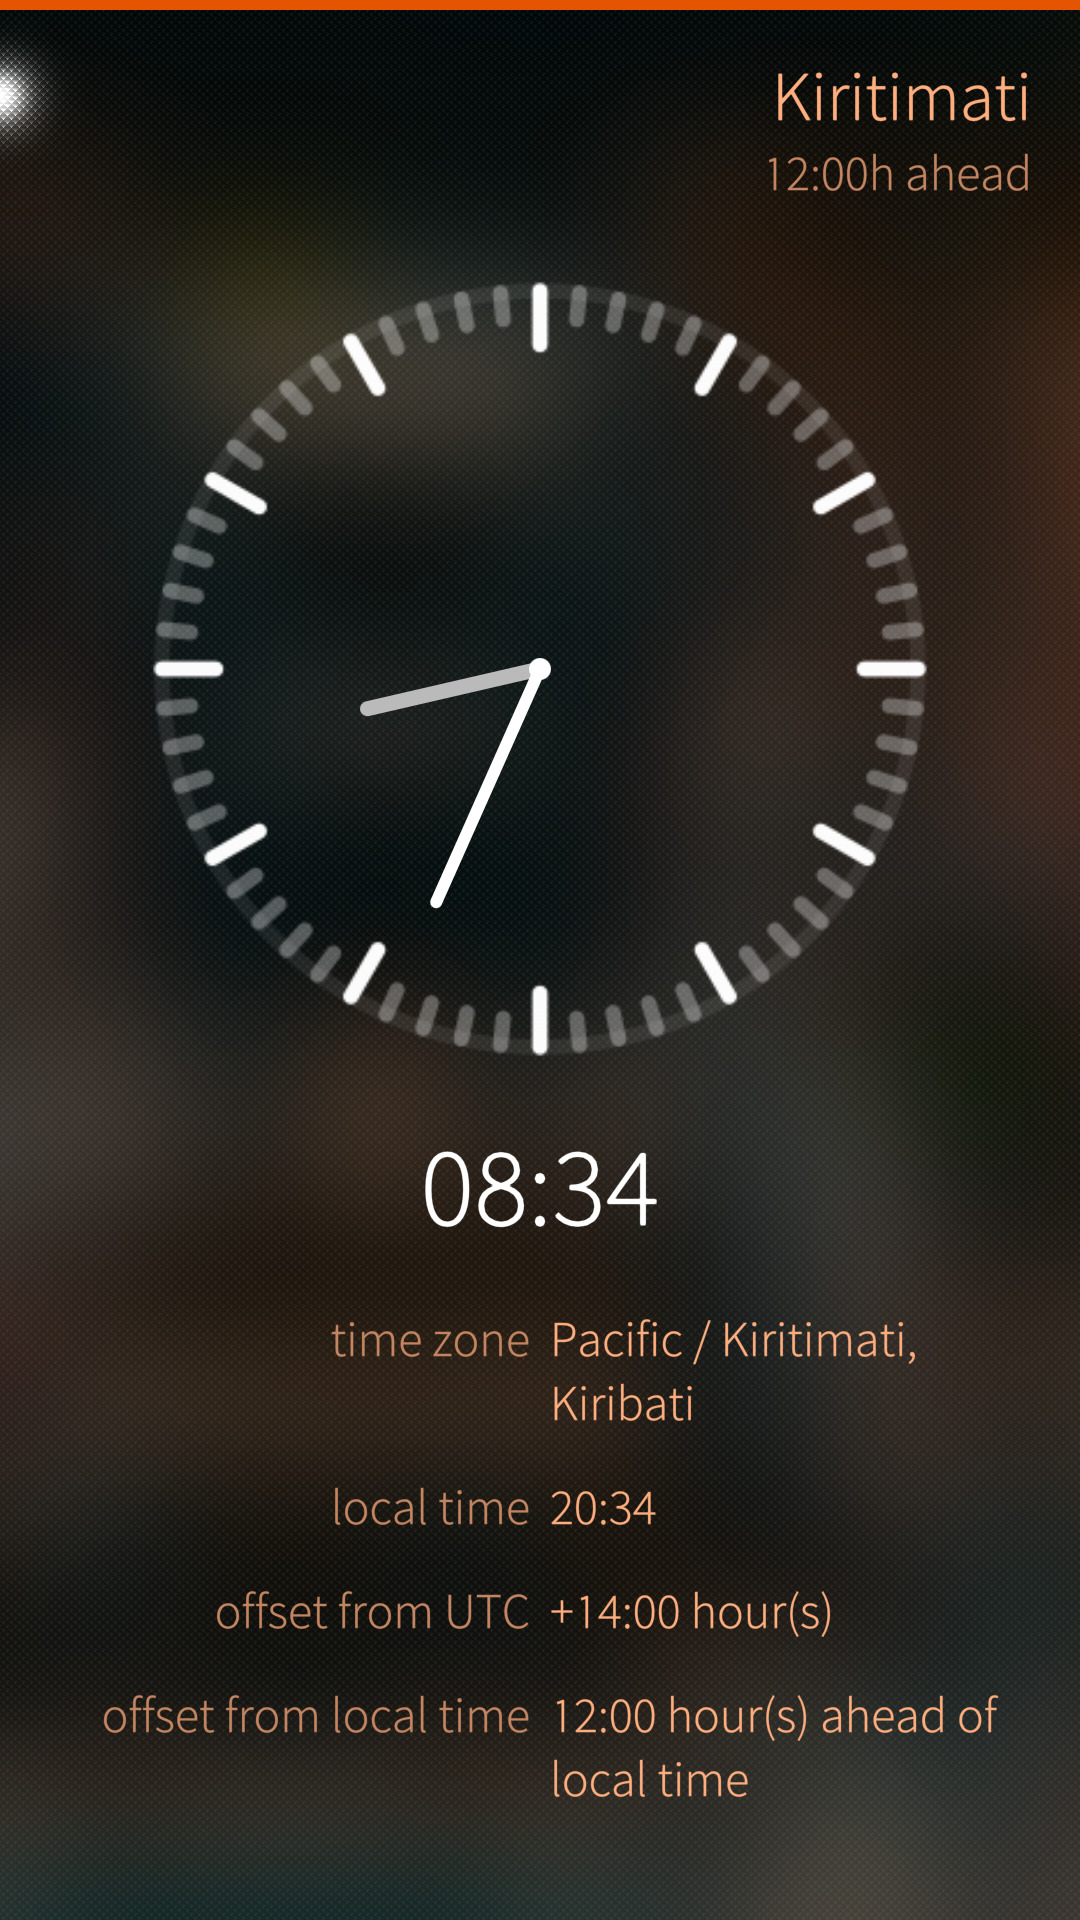 Kiritimati
12:00h ahead
08:34
time zone Pacific / Kiritimati,
Kiribati
local time 20:34
offset from UTC +14:00 hour(s)
offset from local time 12:00 hour(s) ahead of
local time